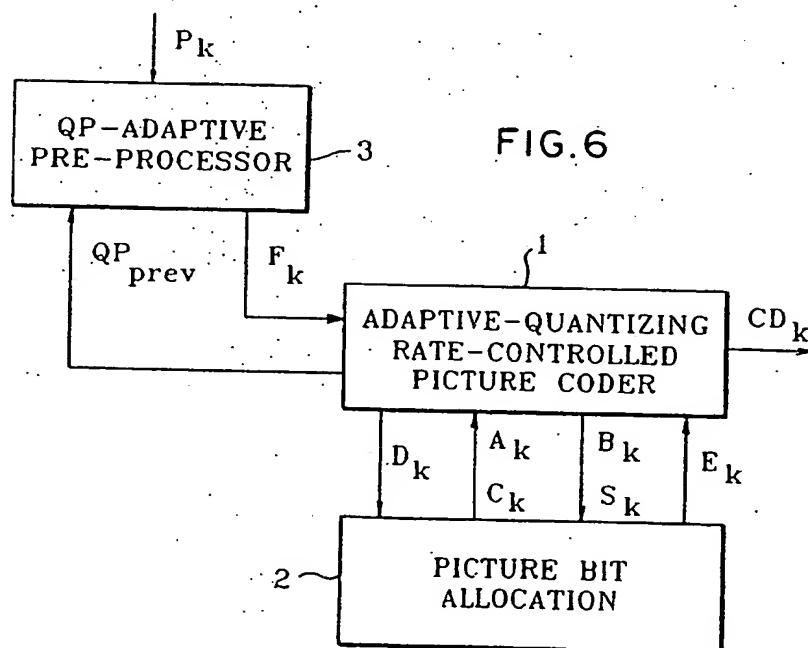 P_k
QP-ADAPTIVE
PRE-PROCESSOR
3
FIG.6
QP_prev
F_k
1
ADAPTIVE-QUANTIZING
RATE-CONTROLLED
PICTURE CODER
CD_k
D_k
A_k
C_k
B_k
S_k
E_k
2
PICTURE BIT
ALLOCATION